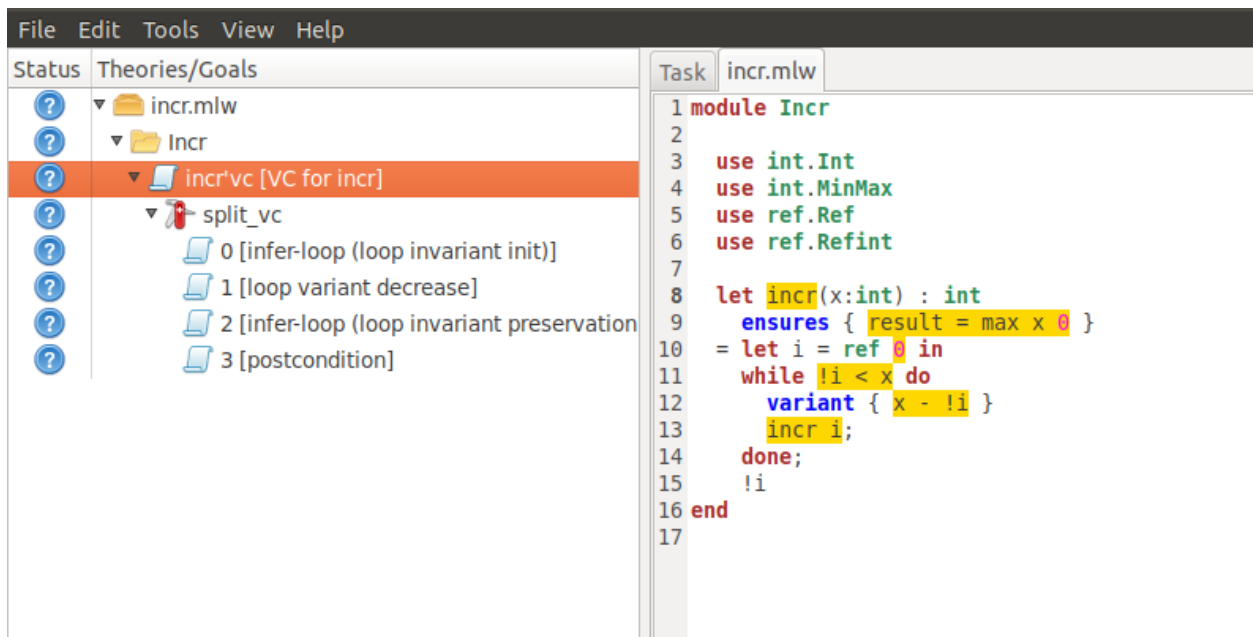 File Edit Tools View Help
Status Theories/Goals
incr.mlw
Incr
incr'vc [VC for incr]
split_vc
0 [infer-loop (loop invariant init)]
1 [loop variant decrease]
2 [infer-loop (loop invariant preservation
3 [postcondition]
Task incr.mlw
1 module Incr
2
3 use int.Int
4 use int.MinMax
5 use ref.Ref
6 use ref.Refint
7
8 let incr(x:int) : int
9 ensures { result = max x 0 }
10 = let i = ref 0 in
11 while !i < x do
12 variant { x - !i }
13 incr i;
14 done;
15 !i
16 end
17